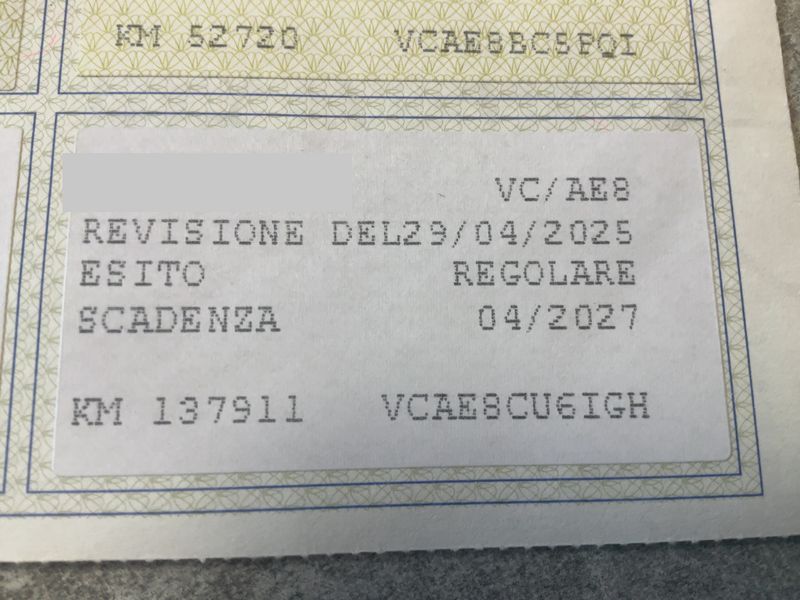 KM 52720 VCAE8BC5PQI
VC/AE8
REVISIONE DEL29/04/2025
ESITO REGOLARE
SCADENZA 04/2027
KM 137911 VCAE8CU6IGH